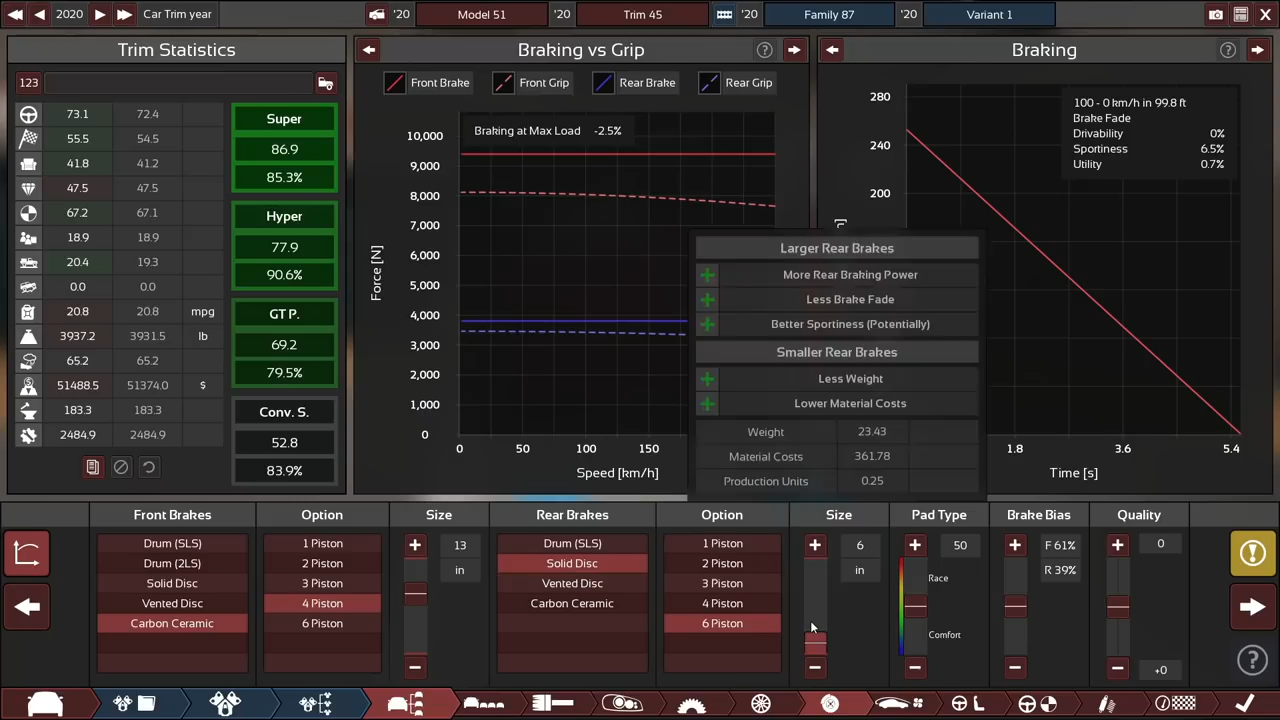 2020 Car Trim year '20 Model 51 '20 Trim 45 '20 Family 87 '20 Variant 1
Trim Statistics
123
73.1 72.4
55.5 54.5
41.8 41.2
47.5 47.5
67.2 67.1
18.9 18.9
20.4 19.3
0.0 0.0
20.8 20.8 mpg
3937.2 3931.5 lb
65.2 65.2
51488.5 51374.0 $
183.3 183.3
2484.9 2484.9
Super
86.9
85.3%
Hyper
77.9
90.6%
GT P.
69.2
79.5%
Conv. S.
52.8
83.9%
Braking vs Grip ?
Front Brake Front Grip Rear Brake Rear Grip
Braking at Max Load -2.5%
Force [N]
10,000
9,000
8,000
7,000
6,000
5,000
4,000
3,000
2,000
1,000
0
0 50 100 150
Speed [km/h]
Larger Rear Brakes
More Rear Braking Power
Less Brake Fade
Better Sportiness (Potentially)
Smaller Rear Brakes
Less Weight
Lower Material Costs
Weight 23.43
Material Costs 361.78
Production Units 0.25
Braking ?
280
240
200
100 - 0 km/h in 99.8 ft
Brake Fade
Drivability 0%
Sportiness 6.5%
Utility 0.7%
1.8 3.6 5.4
Time [s]
Front Brakes
Drum (SLS)
Drum (2LS)
Solid Disc
Vented Disc
Carbon Ceramic
Option
1 Piston
2 Piston
3 Piston
4 Piston
6 Piston
Size
+ 13
in
−
Rear Brakes
Drum (SLS)
Solid Disc
Vented Disc
Carbon Ceramic
Option
1 Piston
2 Piston
3 Piston
4 Piston
6 Piston
Size
+ 6
in
−
Pad Type
+ 50
Race
Comfort
−
Brake Bias
+ F 61%
R 39%
−
Quality
+ 0
− +0
?